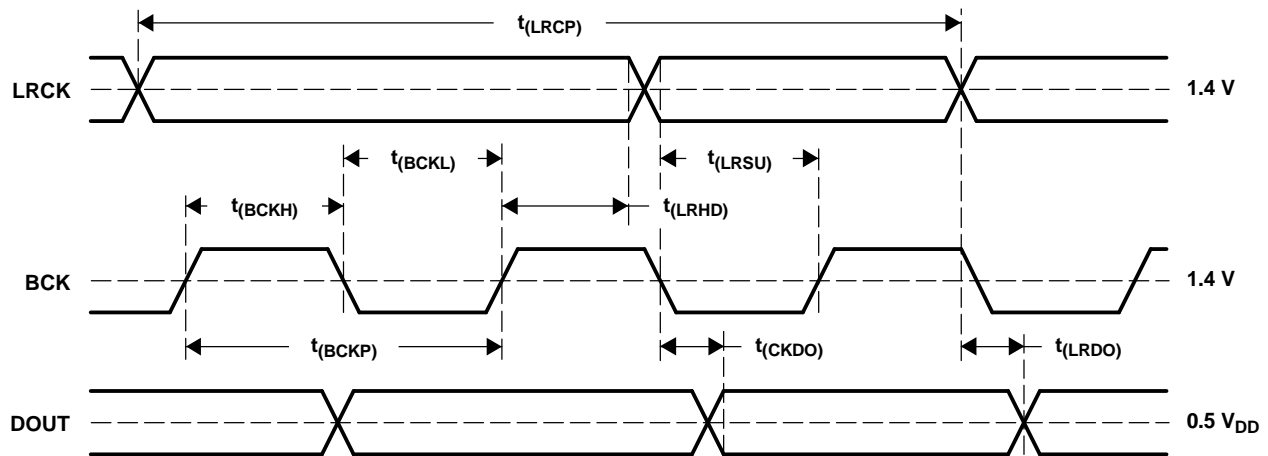 t(LRCP)
LRCK
1.4 V
t(BCKL)
t(LRSU)
t(BCKH)
t(LRHD)
BCK
1.4 V
t(BCKP)
t(CKDO)
t(LRDO)
DOUT
0.5 VDD